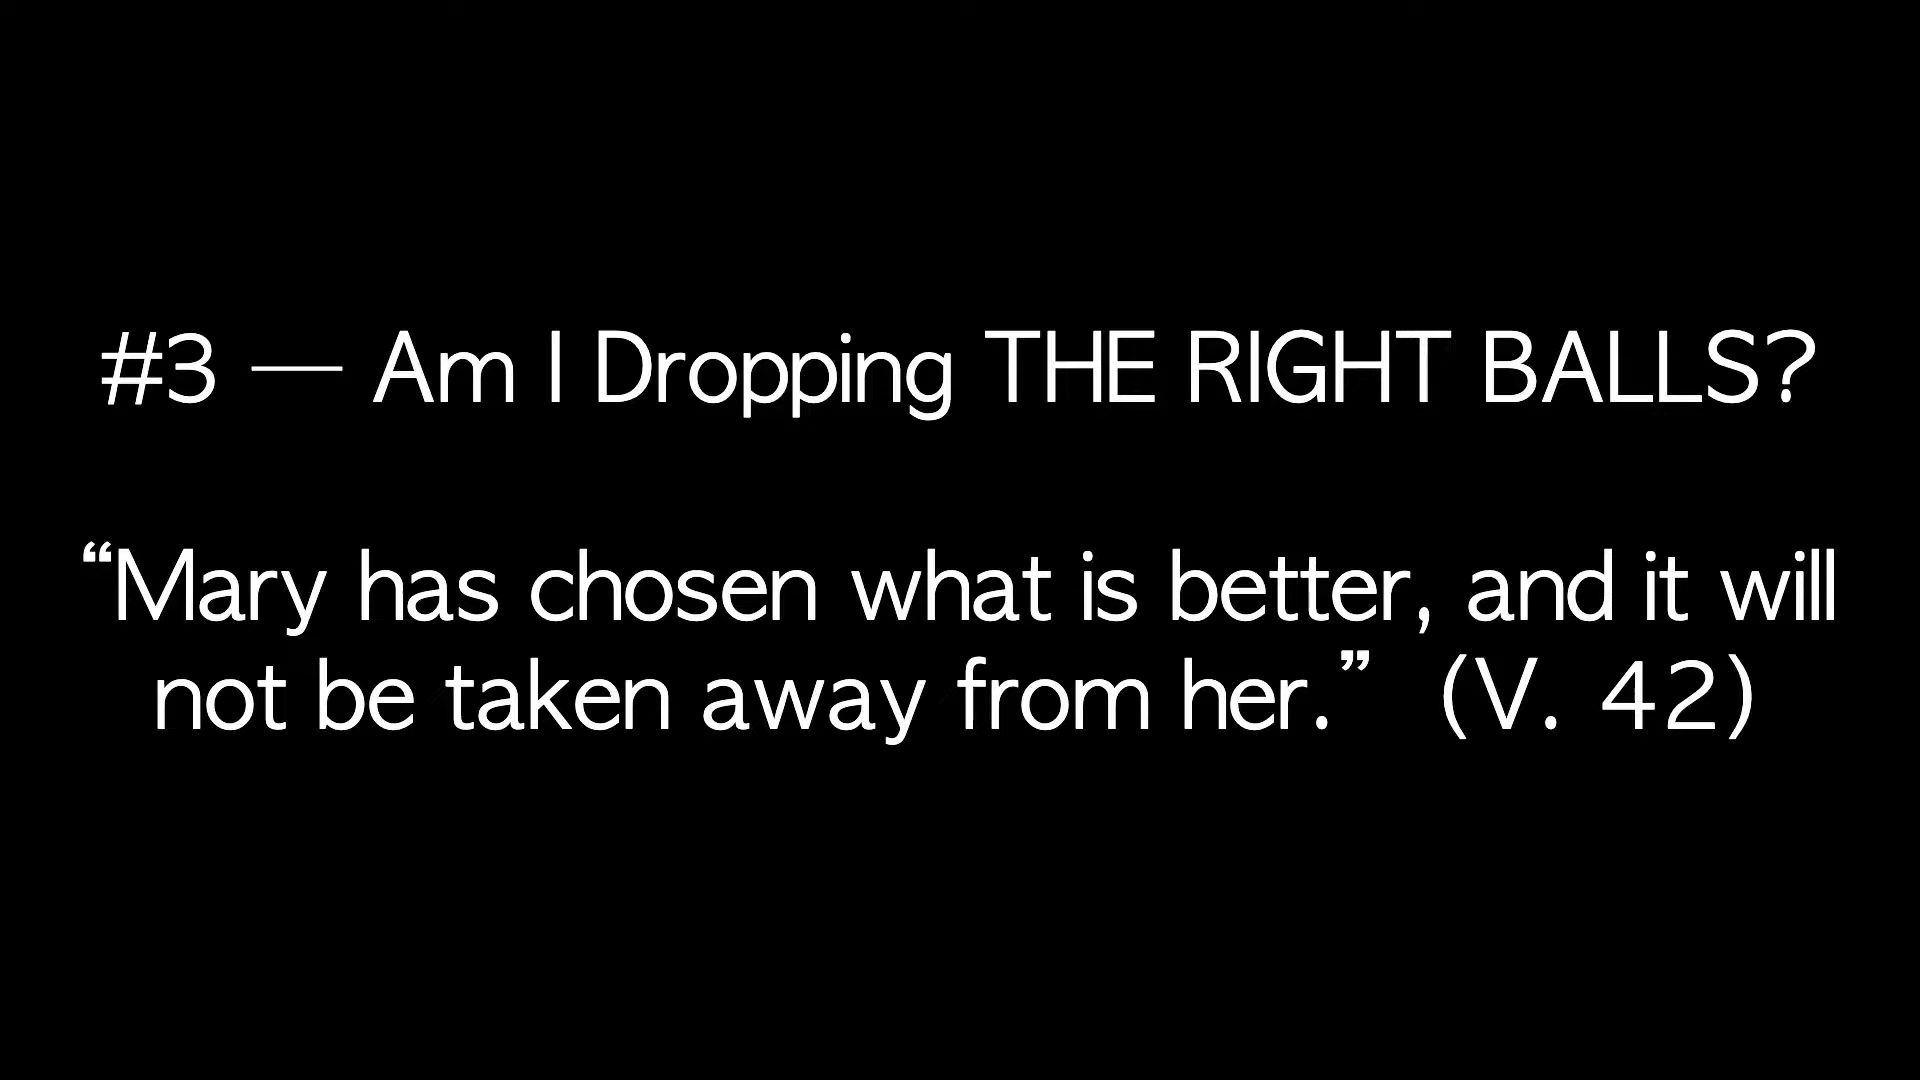 #3 — Am I Dropping THE RIGHT BALLS?
“Mary has chosen what is better, and it will
not be taken away from her.” (V. 42)